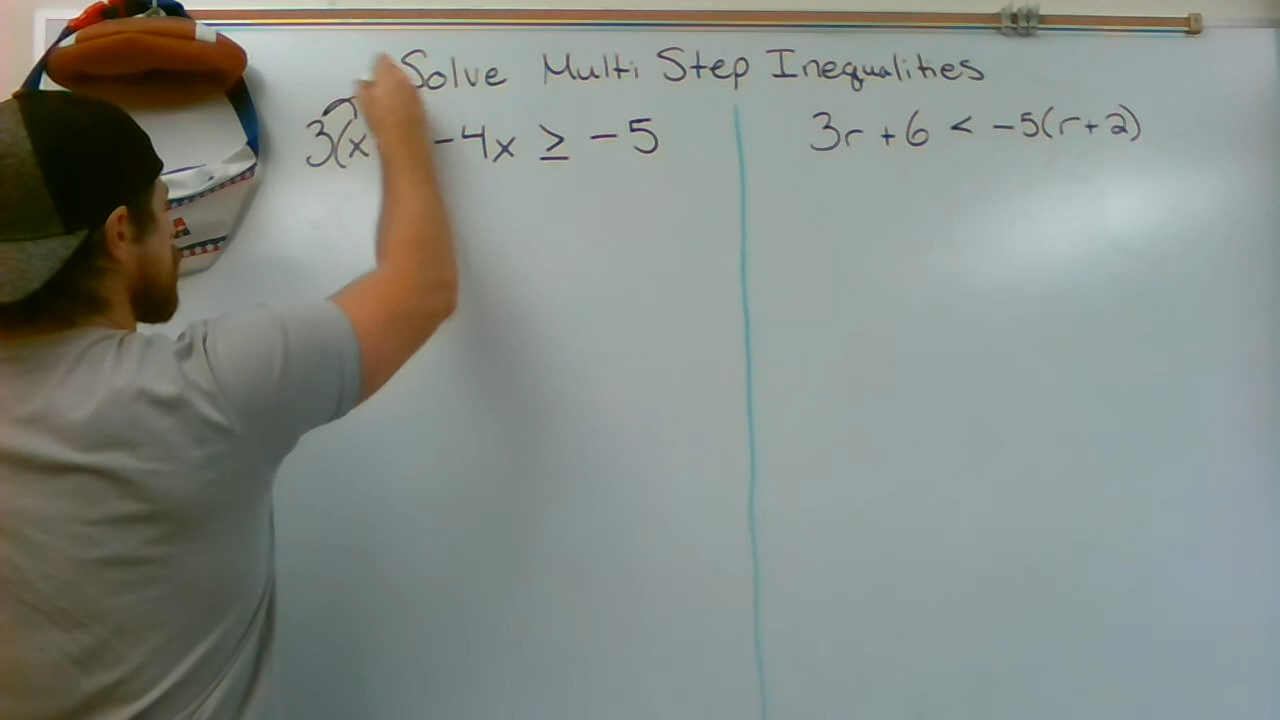 Solve Multi Step Inequalities
3(x -4x ≥ -5
3r + 6 < -5(r+2)